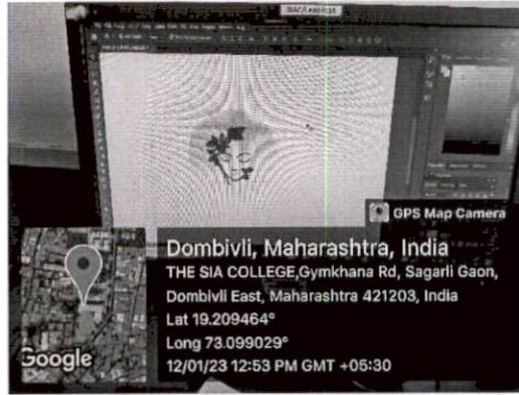 GPS Map Camera
Dombivli, Maharashtra, India
THE SIA COLLEGE,Gymkhana Rd, Sagarli Gaon,
Dombivli East, Maharashtra 421203, India
Lat 19.209464°
Long 73.099029°
12/01/23 12:53 PM GMT +05:30
Google